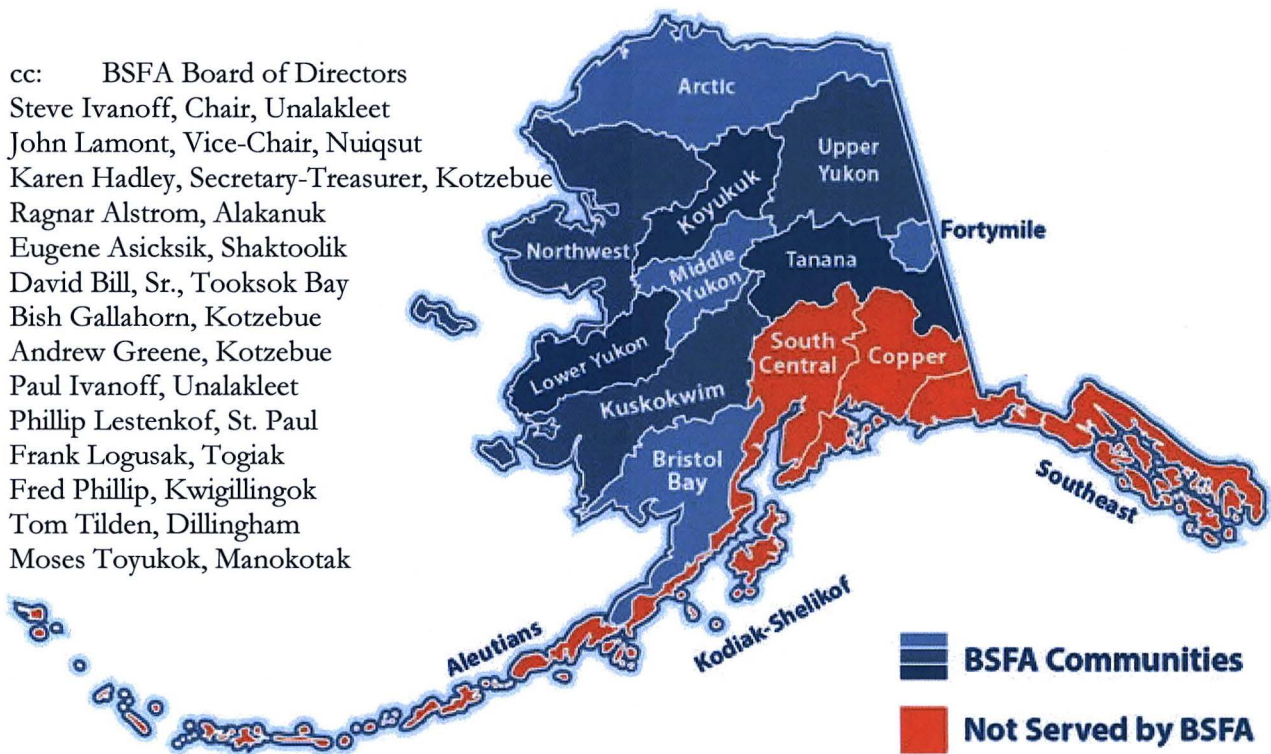 cc: BSFA Board of Directors
Steve Ivanoff, Chair, Unalakleet
John Lamont, Vice-Chair, Nuiqsut
Karen Hadley, Secretary-Treasurer, Kotzebue
Ragnar Alstrom, Alakanuk
Eugene Asicksik, Shaktoolik
David Bill, Sr., Tooksok Bay
Bish Gallahorn, Kotzebue
Andrew Greene, Kotzebue
Paul Ivanoff, Unalakleet
Phillip Lestenkof, St. Paul
Frank Logusak, Togiak
Fred Phillip, Kwigillingok
Tom Tilden, Dillingham
Moses Toyukok, Manokotak
Arctic
Upper
Yukon
Koyukuk
Northwest
Fortymile
Middle
Yukon
Tanana
Lower Yukon
South
Central
Copper
Kuskokwim
Bristol
Bay
Southeast
Aleutians
Kodiak-Shelikof
BSFA Communities
Not Served by BSFA